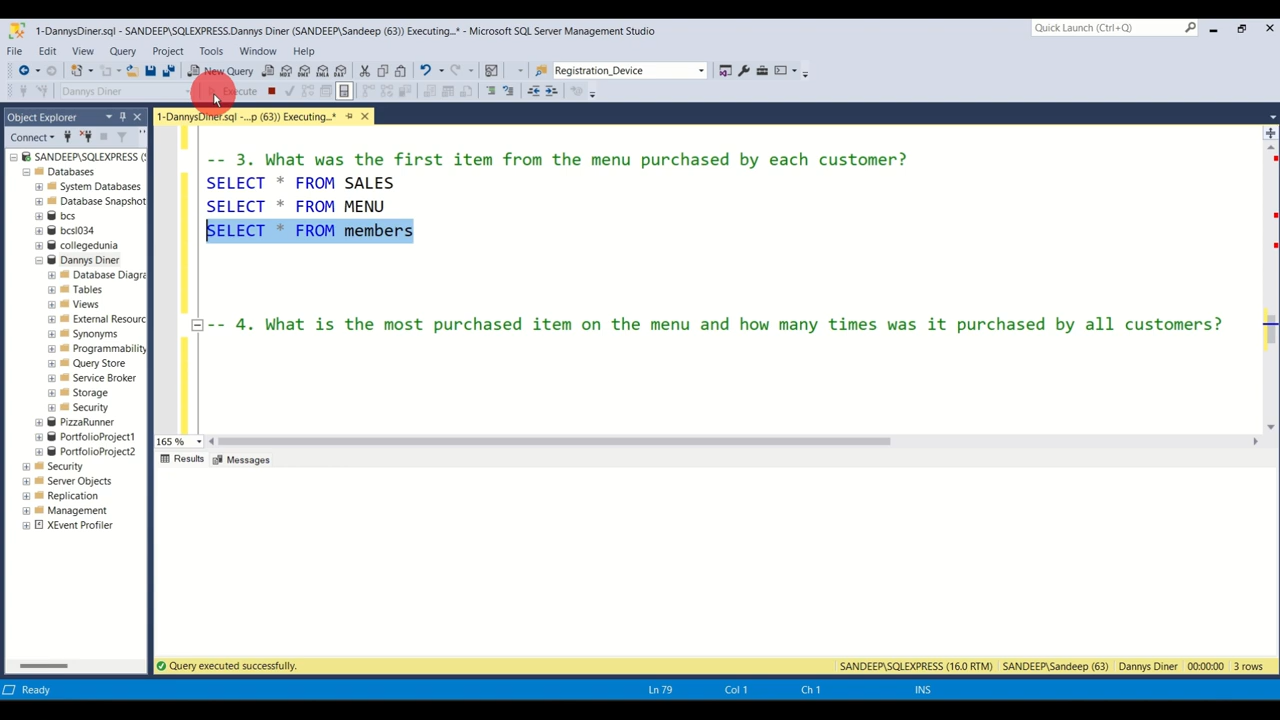 1-DannysDiner.sql - SANDEEP\SQLEXPRESS.Dannys Diner (SANDEEP\Sandeep (63)) Executing...* - Microsoft SQL Server Management Studio
Quick Launch (Ctrl+Q)
File Edit View Query Project Tools Window Help
New Query Registration_Device
Dannys Diner Execute
Object Explorer
1-DannysDiner.sql -...p (63)) Executing...*
Connect
SANDEEP\SQLEXPRESS (
Databases
System Databases
Database Snapshot
bcs
bcsl034
collegedunia
Dannys Diner
Database Diagra
Tables
Views
External Resourc
Synonyms
Programmability
Query Store
Service Broker
Storage
Security
PizzaRunner
PortfolioProject1
PortfolioProject2
Security
Server Objects
Replication
Management
XEvent Profiler
-- 3. What was the first item from the menu purchased by each customer?
SELECT * FROM SALES
SELECT * FROM MENU
SELECT * FROM members
-- 4. What is the most purchased item on the menu and how many times was it purchased by all customers?
165 %
Results Messages
Query executed successfully. SANDEEP\SQLEXPRESS (16.0 RTM) SANDEEP\Sandeep (63) Dannys Diner 00:00:00 3 rows
Ready Ln 79 Col 1 Ch 1 INS